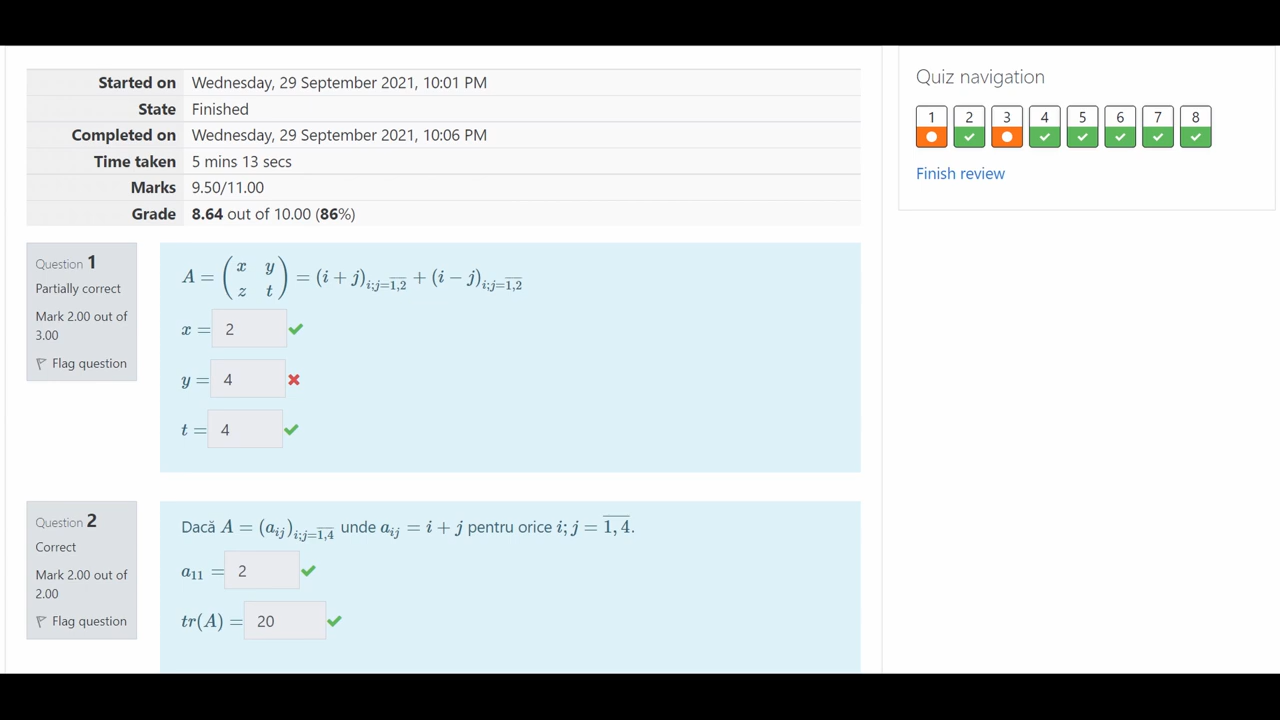 Started on Wednesday, 29 September 2021, 10:01 PM
State Finished
Completed on Wednesday, 29 September 2021, 10:06 PM
Time taken 5 mins 13 secs
Marks 9.50/11.00
Grade 8.64 out of 10.00 (86%)
Question 1
Partially correct
Mark 2.00 out of
3.00
Flag question
A = \begin{pmatrix} x & y \\ z & t \end{pmatrix} = (i + j)_{i;j=\overline{1,2}} + (i − j)_{i;j=\overline{1,2}}
x = 2
y = 4
t = 4
Question 2
Correct
Mark 2.00 out of
2.00
Flag question
Dacă A = (a_{ij})_{i;j=\overline{1,4}} unde a_{ij} = i + j pentru orice i; j = \overline{1, 4}.
a_{11} = 2
tr(A) = 20
Quiz navigation
1 2 3 4 5 6 7 8
Finish review